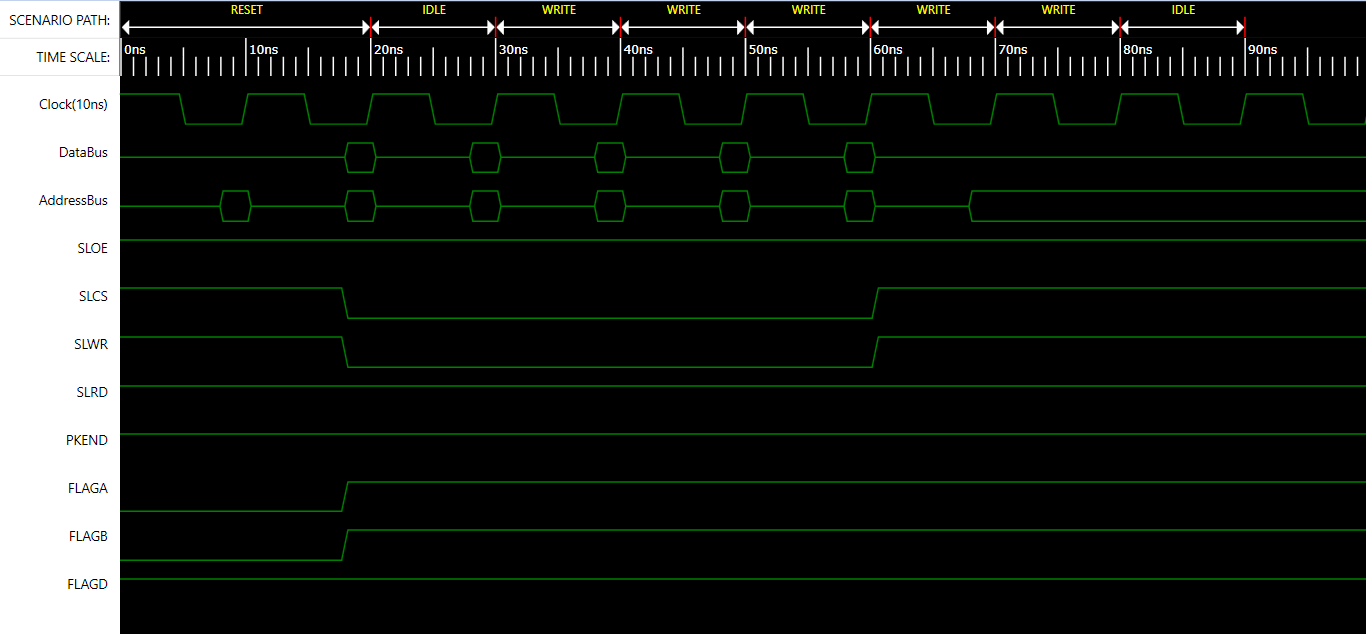 SCENARIO PATH: RESET IDLE WRITE WRITE WRITE WRITE WRITE IDLE
TIME SCALE: 0ns 10ns 20ns 30ns 40ns 50ns 60ns 70ns 80ns 90ns
Clock(10ns)
DataBus
AddressBus
SLOE
SLCS
SLWR
SLRD
PKEND
FLAGA
FLAGB
FLAGD